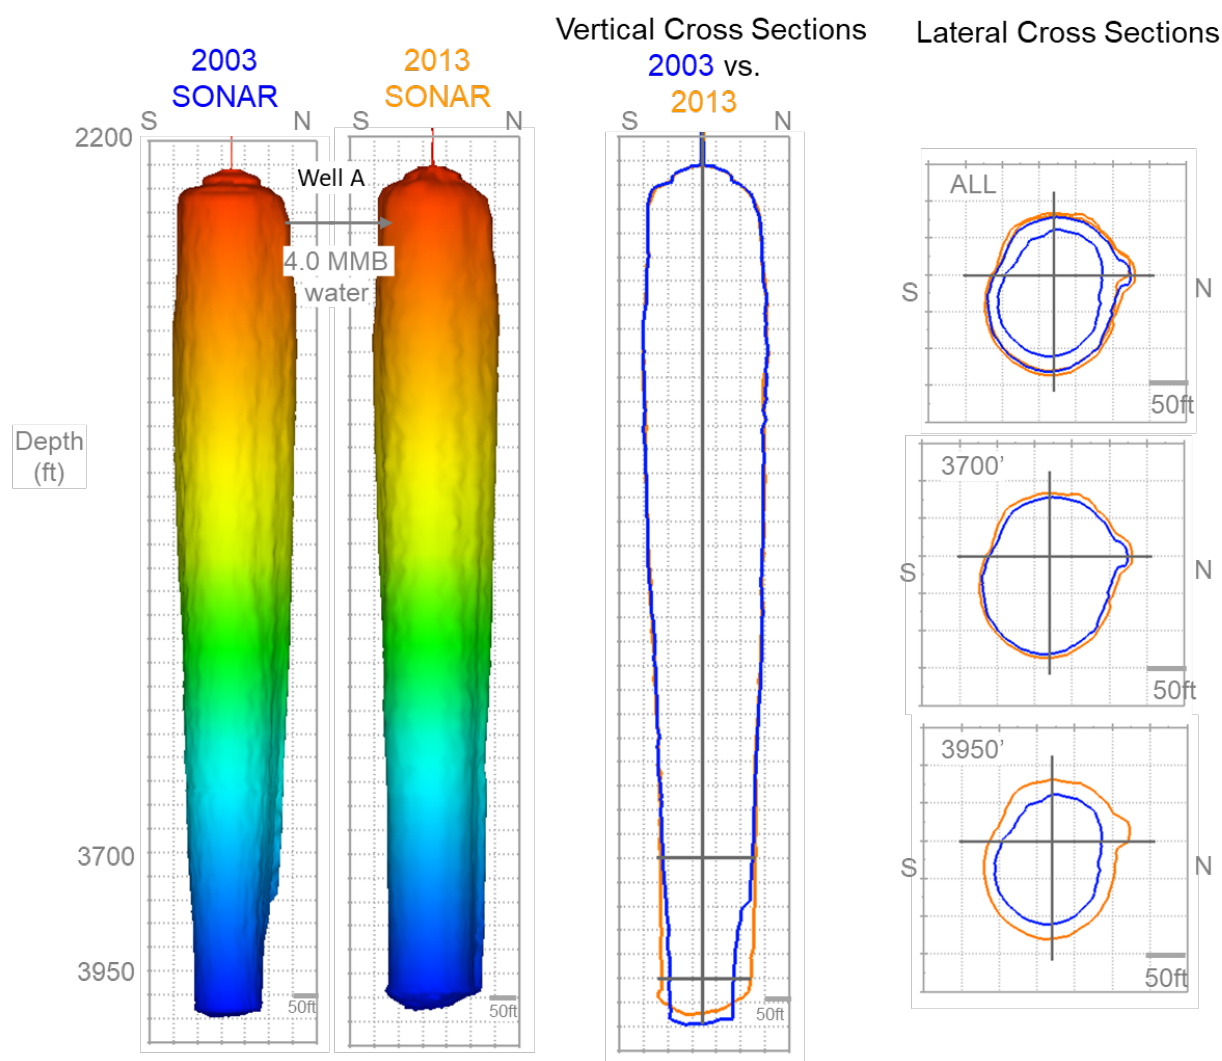 Vertical Cross Sections
2003 vs.
2013
Lateral Cross Sections
2003
SONAR
2013
SONAR
S N
S N
S N
2200
Well A
4.0 MMB
water
Depth
(ft)
3700
3950
50ft
50ft
50ft
ALL
S N
50ft
3700’
S N
50ft
3950’
S N
50ft